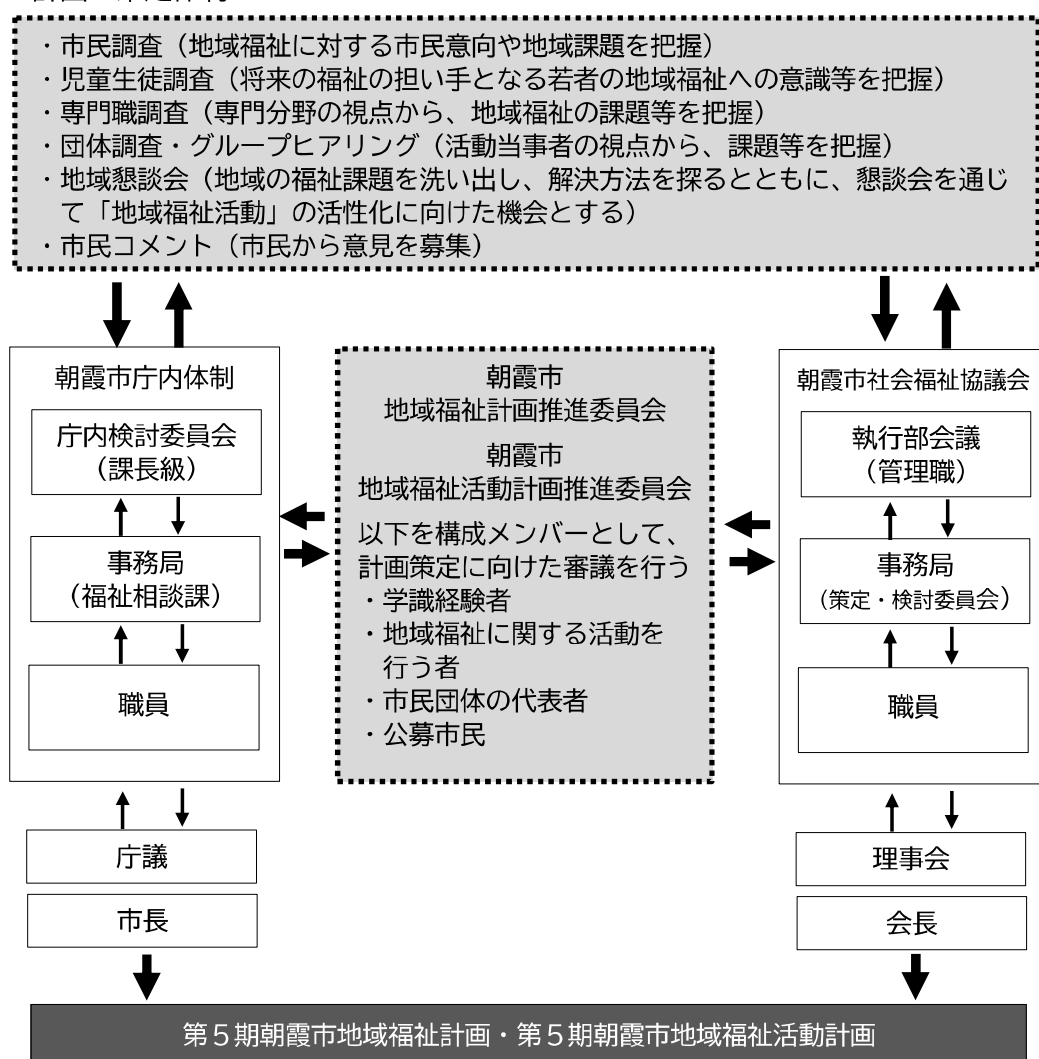 ・市民調査（地域福祉に対する市民意向や地域課題を把握）
・児童生徒調査（将来の福祉の担い手となる若者の地域福祉への意識等を把握）
・専門職調査（専門分野の視点から、地域福祉の課題等を把握）
・団体調査・グループヒアリング（活動当事者の視点から、課題等を把握）
・地域懇談会（地域の福祉課題を洗い出し、解決方法を探るとともに、懇談会を通じ
て「地域福祉活動」の活性化に向けた機会とする）
・市民コメント（市民から意見を募集）
朝霞市庁内体制
庁内検討委員会
（課長級）
事務局
（福祉相談課）
職員
庁議
市長
朝霞市
地域福祉計画推進委員会
朝霞市
地域福祉活動計画推進委員会
以下を構成メンバーとして、
計画策定に向けた審議を行う
・学識経験者
・地域福祉に関する活動を
行う者
・市民団体の代表者
・公募市民
朝霞市社会福祉協議会
執行部会議
（管理職）
事務局
（策定・検討委員会）
職員
理事会
会長
第５期朝霞市地域福祉計画・第５期朝霞市地域福祉活動計画